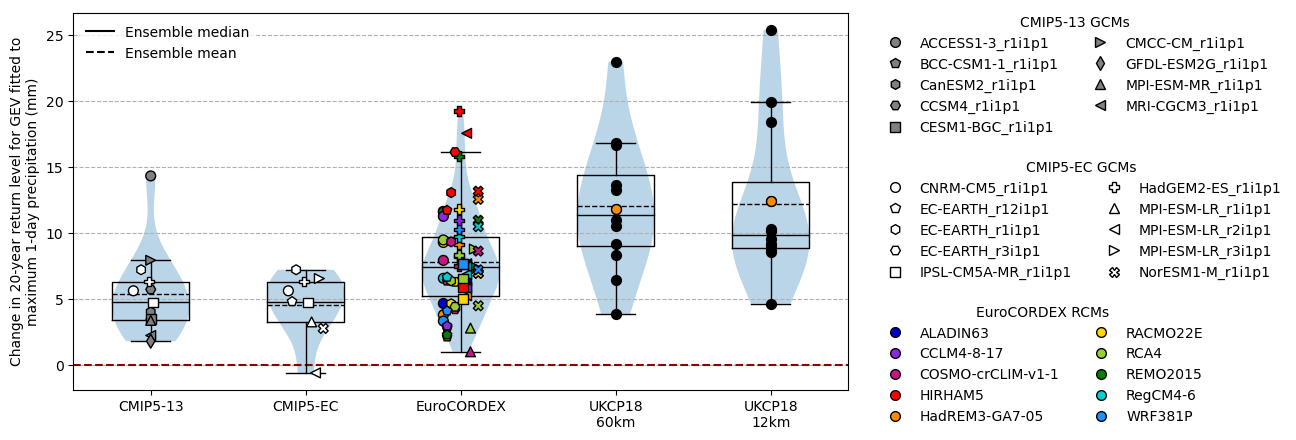 Change in 20-year return level for GEV fitted to
maximum 1-day precipitation (mm)
25
20
15
10
5
0
Ensemble median
Ensemble mean
CMIP5-13
CMIP5-EC
EuroCORDEX
UKCP18
60km
UKCP18
12km
CMIP5-13 GCMs
ACCESS1-3_r1i1p1
BCC-CSM1-1_r1i1p1
CanESM2_r1i1p1
CCSM4_r1i1p1
CESM1-BGC_r1i1p1
CMCC-CM_r1i1p1
GFDL-ESM2G_r1i1p1
MPI-ESM-MR_r1i1p1
MRI-CGCM3_r1i1p1
CMIP5-EC GCMs
CNRM-CM5_r1i1p1
EC-EARTH_r12i1p1
EC-EARTH_r1i1p1
EC-EARTH_r3i1p1
IPSL-CM5A-MR_r1i1p1
HadGEM2-ES_r1i1p1
MPI-ESM-LR_r1i1p1
MPI-ESM-LR_r2i1p1
MPI-ESM-LR_r3i1p1
NorESM1-M_r1i1p1
EuroCORDEX RCMs
ALADIN63
CCLM4-8-17
COSMO-crCLIM-v1-1
HIRHAM5
HadREM3-GA7-05
RACMO22E
RCA4
REMO2015
RegCM4-6
WRF381P